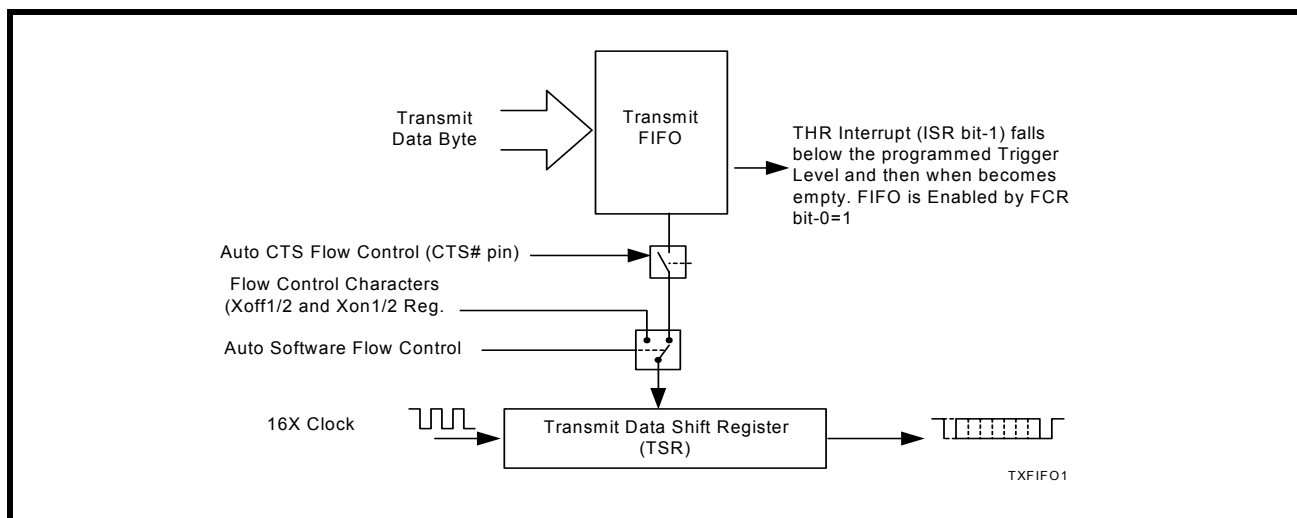 Transmit
Data Byte
Transmit
FIFO
THR Interrupt (ISR bit-1) falls
below the programmed Trigger
Level and then when becomes
empty. FIFO is Enabled by FCR
bit-0=1
Auto CTS Flow Control (CTS# pin)
Flow Control Characters
(Xoff1/2 and Xon1/2 Reg.
Auto Software Flow Control
16X Clock
Transmit Data Shift Register
(TSR)
TXFIFO1